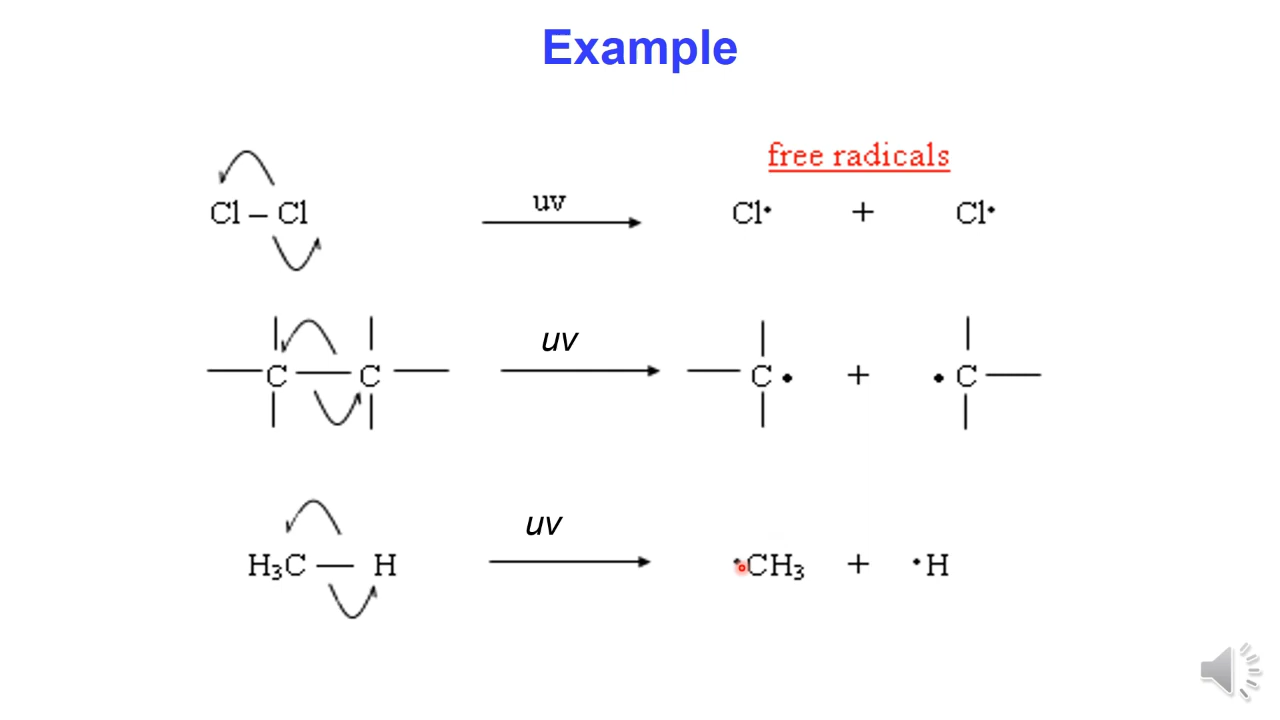 Example
free radicals
Cl – Cl uv Cl• + Cl•
C C uv C• + •C
H₃C — H uv •CH₃ + •H